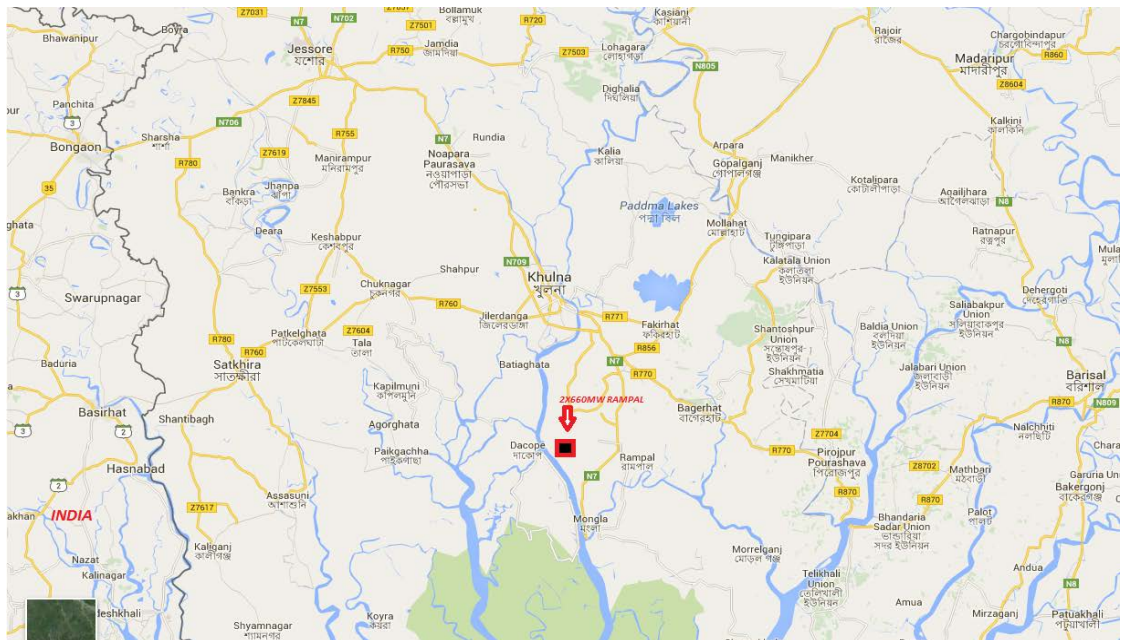 Z7031
N7
N702
Bollamuk
বল্লামুখ
Z7501
R720
Kasiani
কাশিয়ানী
Bhawanipur
Boyra
Jessore
যশোর
R750
Jamdia
জামদিয়া
Z7503
Lohagara
লোহাগাড়া
N805
Rajoir
রাজৈর
Chargobindapur
চরগোবিন্দাপুর
R860
Madaripur
মাদারীপুর
Z8604
Dighalia
দিঘলিয়া
Panchita
3
Z7845
N706
Kalkini
কালকিনি
Bongaon
Sharsha
শার্শা
R755
N7
Rundia
R780
Z7619
Manirampur
মনিরামপুর
Noapara
Paurasava
নওয়াপাড়া
পৌরসভা
Kalia
কালিয়া
Arpara
Gopalganj
গোপালগঞ্জ
Manikher
35
Bankra
বাঁকড়া
Jhanpa
ঝাঁপা
Kotalipara
কোটালীপাড়া
Agailjhara
আগৈলঝাড়া
N8
Paddma Lakes
পদ্মা বিল
Deara
Keshabpur
কেশবপুর
Mollahat
মোল্লাহাট
Tungipara
টুঙ্গিপাড়া
Ratnapur
রত্নপুর
Shahpur
N709
Khulna
খুলনা
Kalatala Union
কলাতলা
ইউনিয়ন
3
Swarupnagar
Z7553
Chuknagar
চুকনগর
R760
Jilerdanga
জিলেরডাঙ্গা
R771
Dehergoti
দেহেরগতি
Saliabakpur
Union
সলিয়াবাকপুর
ইউনিয়ন
R780
Patkelghata
পাটকেলঘাটা
Z7604
Tala
তালা
Fakirhat
ফকিরহাট
Shantoshpur
Union
সন্তোষপুর-
ইউনিয়ন
Baldia Union
বলদিয়া
ইউনিয়ন
N8
R760
R856
Baduria
Satkhira
সাতক্ষীরা
Batiaghata
N7
R770
Shakhmatia
সেখমাটিয়া
Jalabari Union
জলাবাড়ী
ইউনিয়ন
Barisal
বরিশাল
Kapilmuni
কপিলমুনি
2X660MW RAMPAL
R870
N809
Basirhat
Shantibagh
Bagerhat
বাগেরহাট
3
2
Agorghata
Z7704
Nalchhiti
নলছিটি
Paikgachha
পাইকগাছা
Dacope
দাকোপ
Rampal
রামপাল
R770
Pirojpur
Pourashava
পিরোজপুর
Z8702
Mathbari
মঠবাড়ী
Hasnabad
N7
Bakergonj
বাকেরগঞ্জ
2
Assasuni
আশাশুনি
R870
R870
INDIA
Z7617
Mongla
মংলা
Bhandaria
Sadar Union
ভান্ডারিয়া
সদর ইউনিয়ন
Palot
পালট
Kaliganj
কালীগঞ্জ
Morrelganj
মোড়ল গঞ্জ
Nazat
Kalinagar
Telikhali
Union
তেলিখালী
ইউনিয়ন
Andua
N8
Koyra
কয়রা
Amua
Mirzaganj
Patuakhali
পটুয়াখালী
Shyamnagar
শ্যামনগর